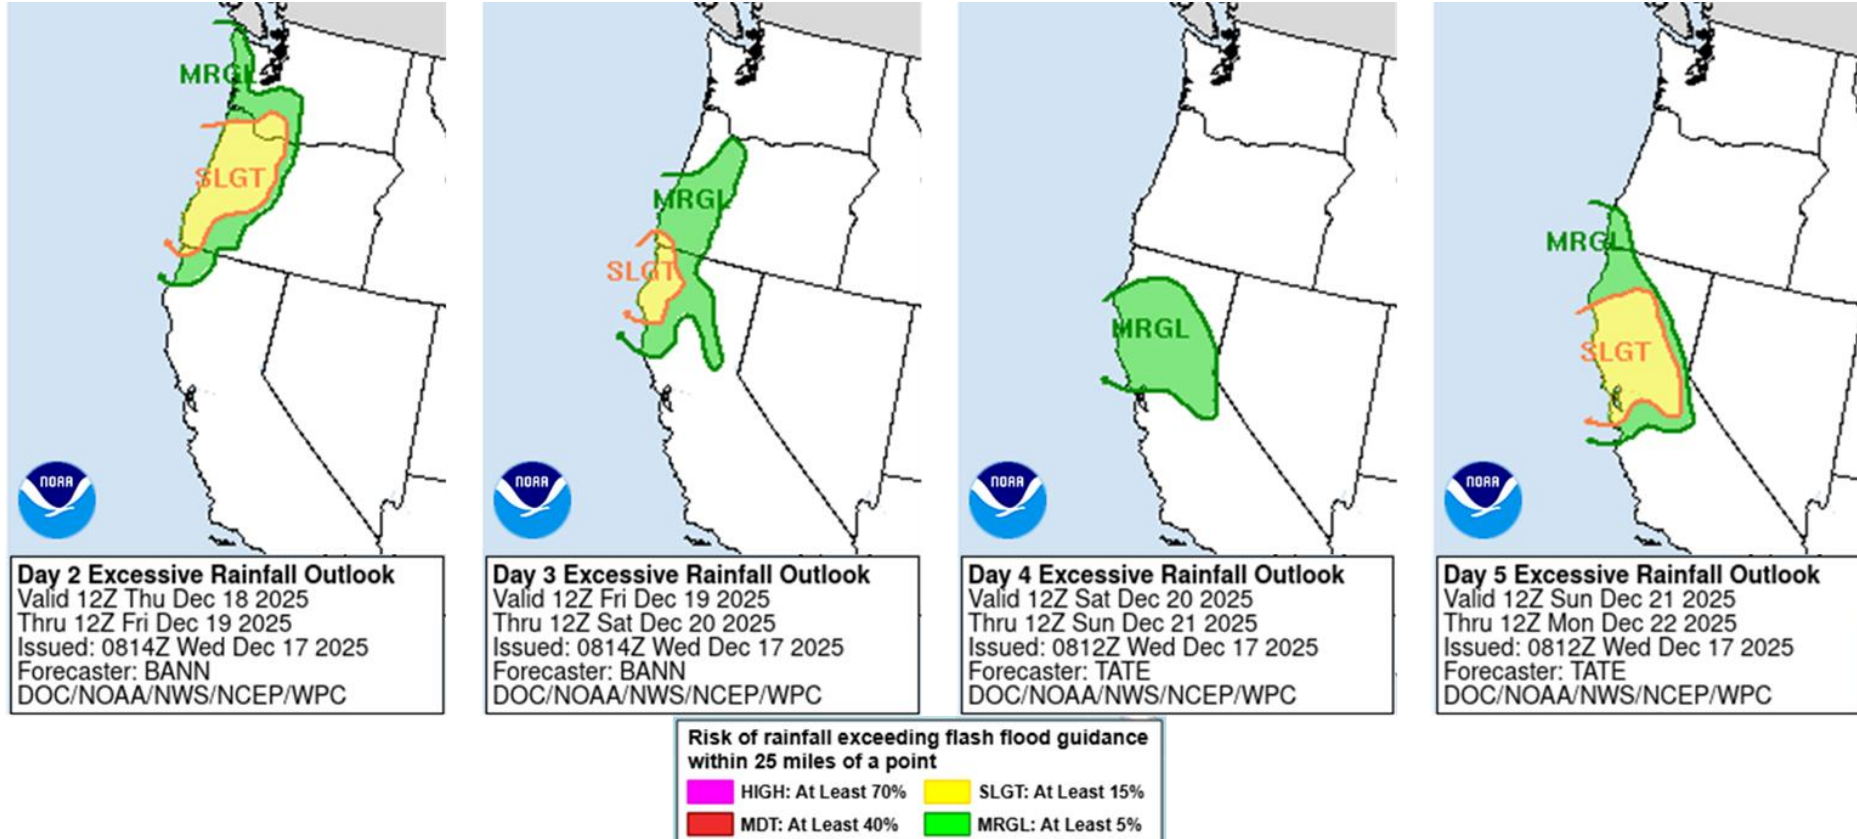 MRGL
SLGT
NOAA
Day 2 Excessive Rainfall Outlook
Valid 12Z Thu Dec 18 2025
Thru 12Z Fri Dec 19 2025
Issued: 0814Z Wed Dec 17 2025
Forecaster: BANN
DOC/NOAA/NWS/NCEP/WPC
MRGL
SLGT
NOAA
Day 3 Excessive Rainfall Outlook
Valid 12Z Fri Dec 19 2025
Thru 12Z Sat Dec 20 2025
Issued: 0814Z Wed Dec 17 2025
Forecaster: BANN
DOC/NOAA/NWS/NCEP/WPC
MRGL
NOAA
Day 4 Excessive Rainfall Outlook
Valid 12Z Sat Dec 20 2025
Thru 12Z Sun Dec 21 2025
Issued: 0812Z Wed Dec 17 2025
Forecaster: TATE
DOC/NOAA/NWS/NCEP/WPC
MRGL
SLGT
NOAA
Day 5 Excessive Rainfall Outlook
Valid 12Z Sun Dec 21 2025
Thru 12Z Mon Dec 22 2025
Issued: 0812Z Wed Dec 17 2025
Forecaster: TATE
DOC/NOAA/NWS/NCEP/WPC
Risk of rainfall exceeding flash flood guidance
within 25 miles of a point
HIGH: At Least 70%
SLGT: At Least 15%
MDT: At Least 40%
MRGL: At Least 5%